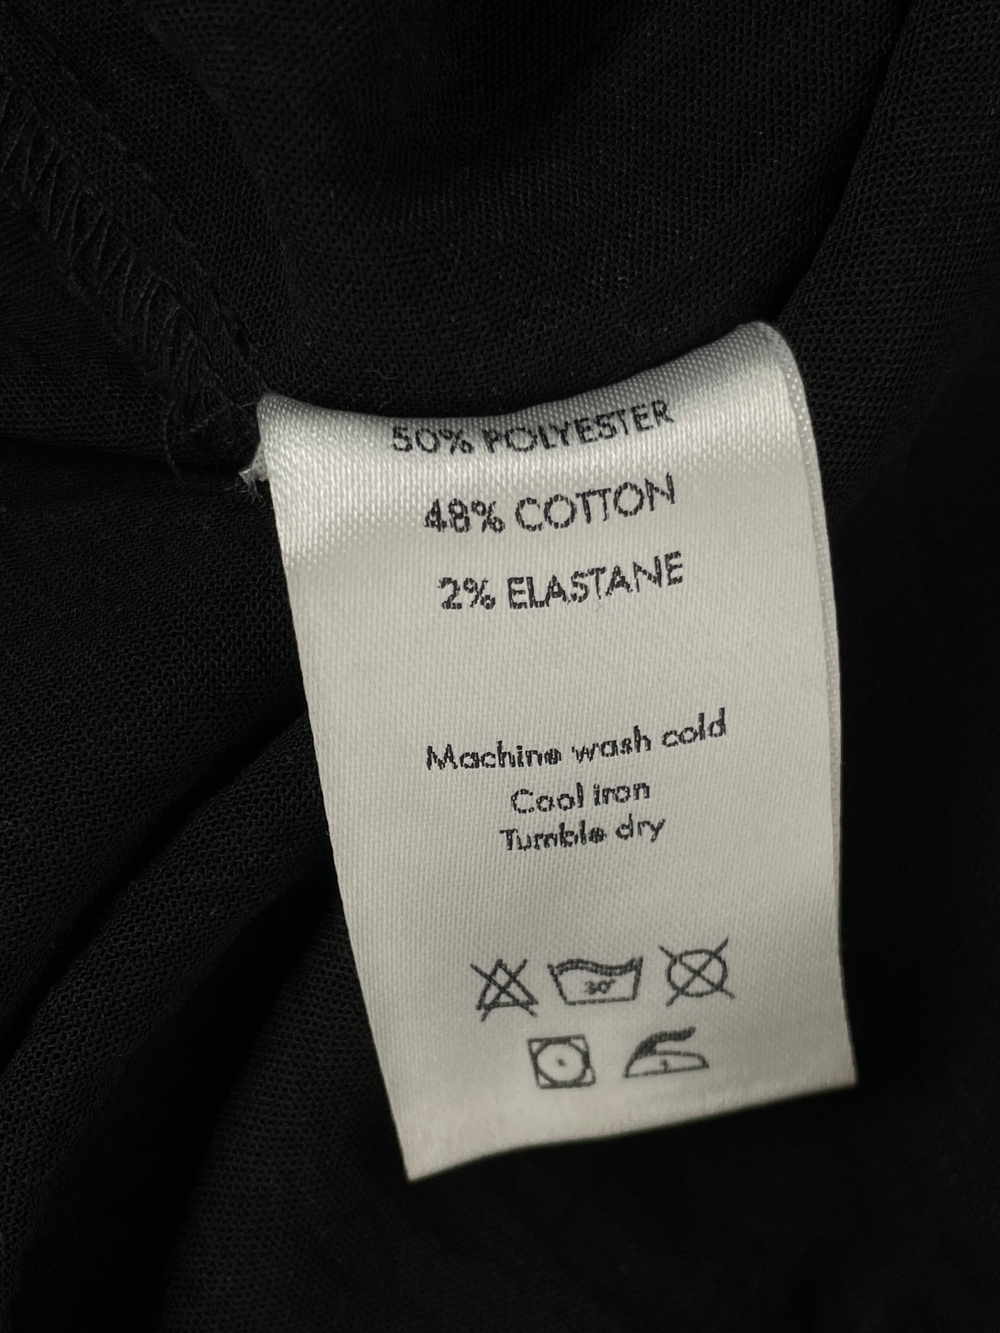 50% POLYESTER
48% COTTON
2% ELASTANE
Machine wash cold
Cool iron
Tumble dry
30°